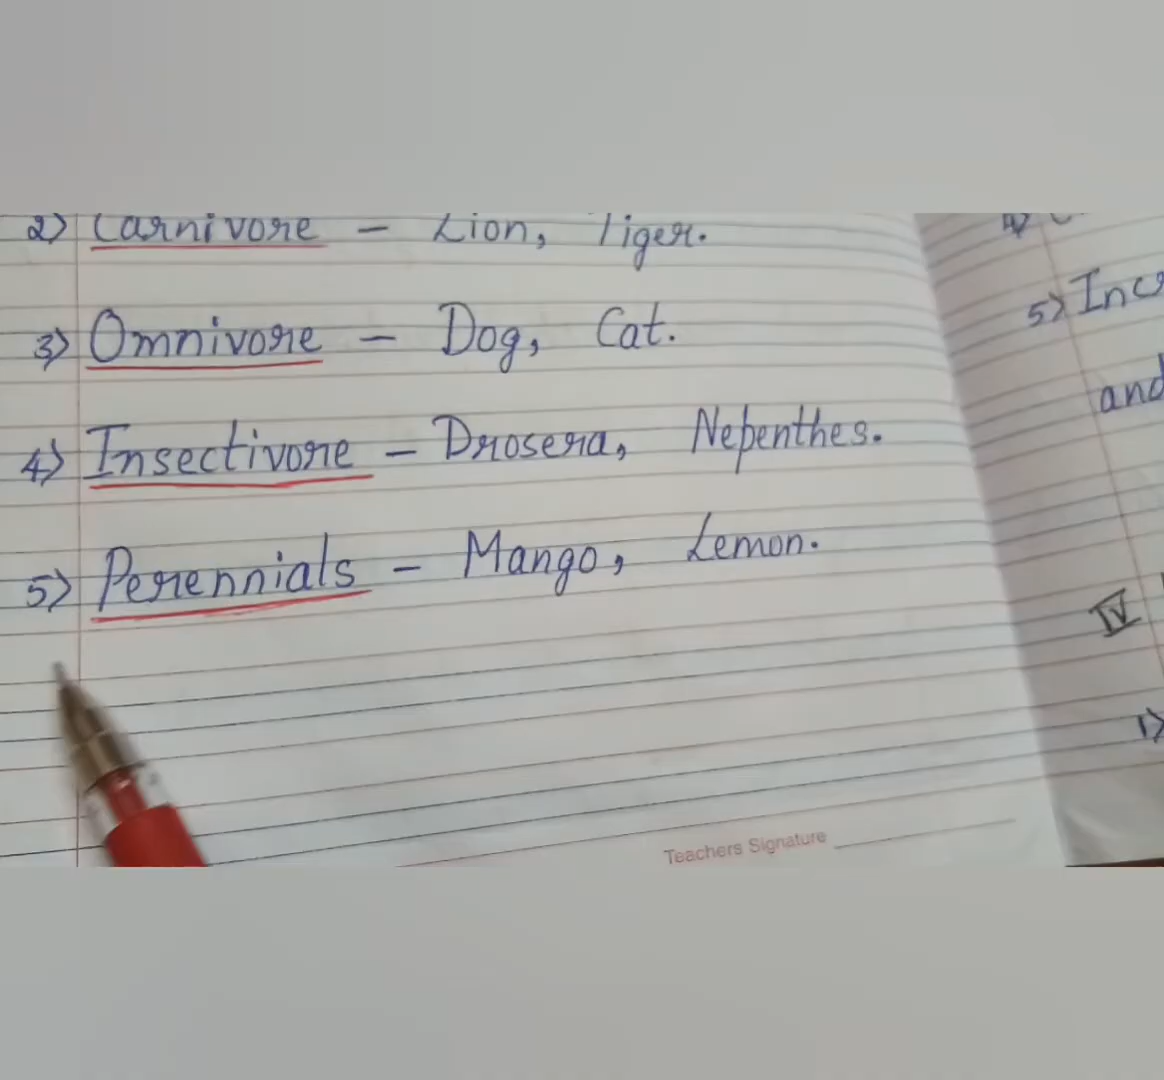 2) Carnivore - Lion, Tiger.
3) Omnivore - Dog, Cat.
4) Insectivore - Drosera, Nepenthes.
5) Perennials - Mango, Lemon.
Teachers Signature
5)
and
IV
1)